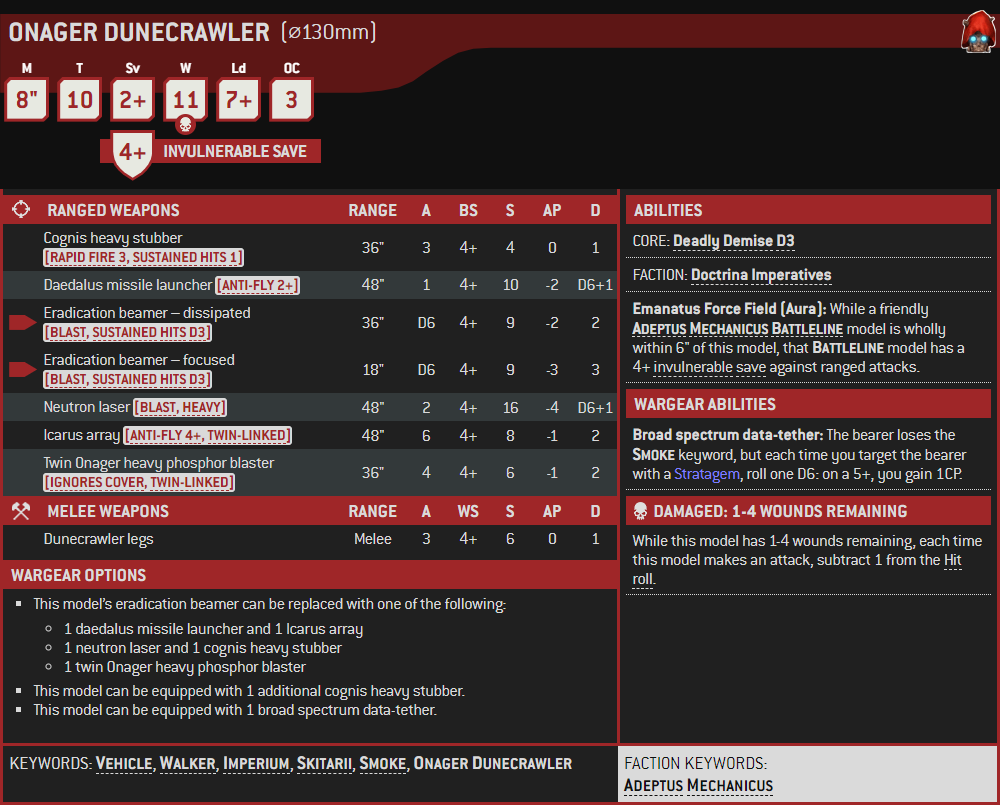 ONAGER DUNECRAWLER (⌀130mm)
M T Sv W Ld OC
8" 10 2+ 11 7+ 3
4+ INVULNERABLE SAVE
RANGED WEAPONS RANGE A BS S AP D
Cognis heavy stubber
[RAPID FIRE 3, SUSTAINED HITS 1] 36" 3 4+ 4 0 1
Daedalus missile launcher [ANTI-FLY 2+] 48" 1 4+ 10 -2 D6+1
Eradication beamer – dissipated
[BLAST, SUSTAINED HITS D3] 36" D6 4+ 9 -2 2
Eradication beamer – focused
[BLAST, SUSTAINED HITS D3] 18" D6 4+ 9 -3 3
Neutron laser [BLAST, HEAVY] 48" 2 4+ 16 -4 D6+1
Icarus array [ANTI-FLY 4+, TWIN-LINKED] 48" 6 4+ 8 -1 2
Twin Onager heavy phosphor blaster
[IGNORES COVER, TWIN-LINKED] 36" 4 4+ 6 -1 2
MELEE WEAPONS RANGE A WS S AP D
Dunecrawler legs Melee 3 4+ 6 0 1
WARGEAR OPTIONS
▪ This model's eradication beamer can be replaced with one of the following:
○ 1 daedalus missile launcher and 1 Icarus array
○ 1 neutron laser and 1 cognis heavy stubber
○ 1 twin Onager heavy phosphor blaster
▪ This model can be equipped with 1 additional cognis heavy stubber.
▪ This model can be equipped with 1 broad spectrum data-tether.
ABILITIES
CORE: Deadly Demise D3
FACTION: Doctrina Imperatives
Emanatus Force Field (Aura): While a friendly
ADEPTUS MECHANICUS BATTLELINE model is wholly
within 6" of this model, that BATTLELINE model has a
4+ invulnerable save against ranged attacks.
WARGEAR ABILITIES
Broad spectrum data-tether: The bearer loses the
SMOKE keyword, but each time you target the bearer
with a Stratagem, roll one D6: on a 5+, you gain 1CP.
DAMAGED: 1-4 WOUNDS REMAINING
While this model has 1-4 wounds remaining, each time
this model makes an attack, subtract 1 from the Hit
roll.
KEYWORDS: VEHICLE, WALKER, IMPERIUM, SKITARII, SMOKE, ONAGER DUNECRAWLER
FACTION KEYWORDS:
ADEPTUS MECHANICUS